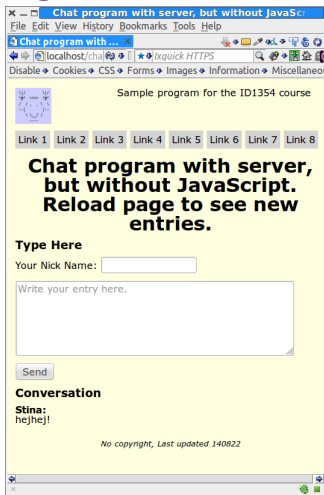 Chat program with server, but without JavaScr
File Edit View History Bookmarks Tools Help
Chat program with ...
localhost/cha
Ixquick HTTPS
Disable Cookies CSS Forms Images Information Miscellaneou
Sample program for the ID1354 course
Link 1 Link 2 Link 3 Link 4 Link 5 Link 6 Link 7 Link 8
Chat program with server,
but without JavaScript.
Reload page to see new
entries.
Type Here
Your Nick Name:
Write your entry here.
Send
Conversation
Stina:
hejhej!
No copyright, Last updated 140822